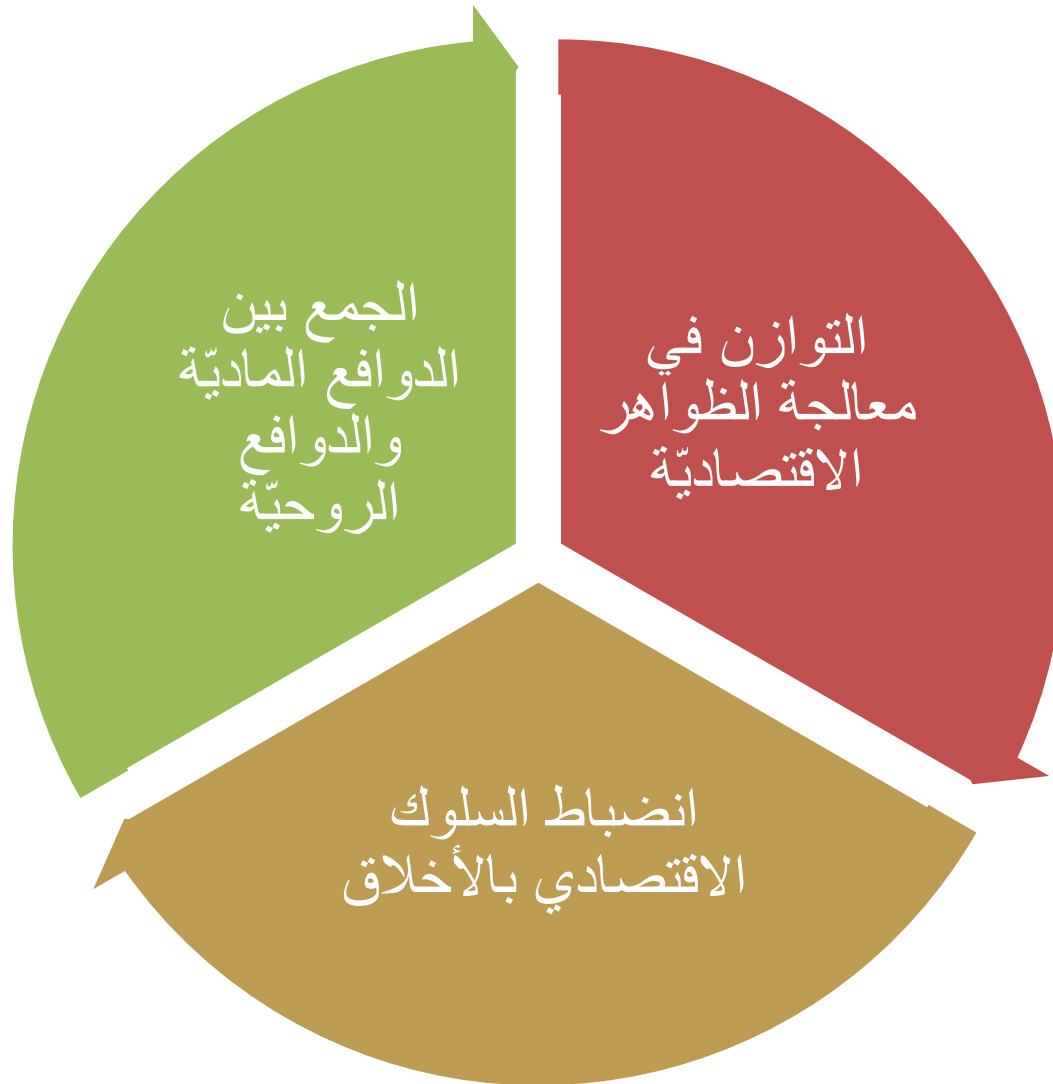 التوازن في
معالجة الظواهر
الاقتصاديّة
انضباط السلوك
الاقتصادي بالأخلاق
الجمع بين
الدوافع الماديّة
والدوافع
الروحيّة